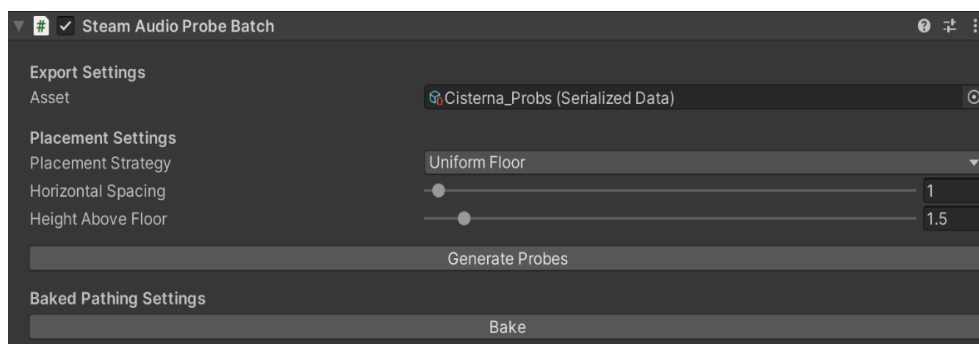 Steam Audio Probe Batch
Export Settings
Asset Cisterna_Probs (Serialized Data)
Placement Settings
Placement Strategy Uniform Floor
Horizontal Spacing 1
Height Above Floor 1.5
Generate Probes
Baked Pathing Settings
Bake